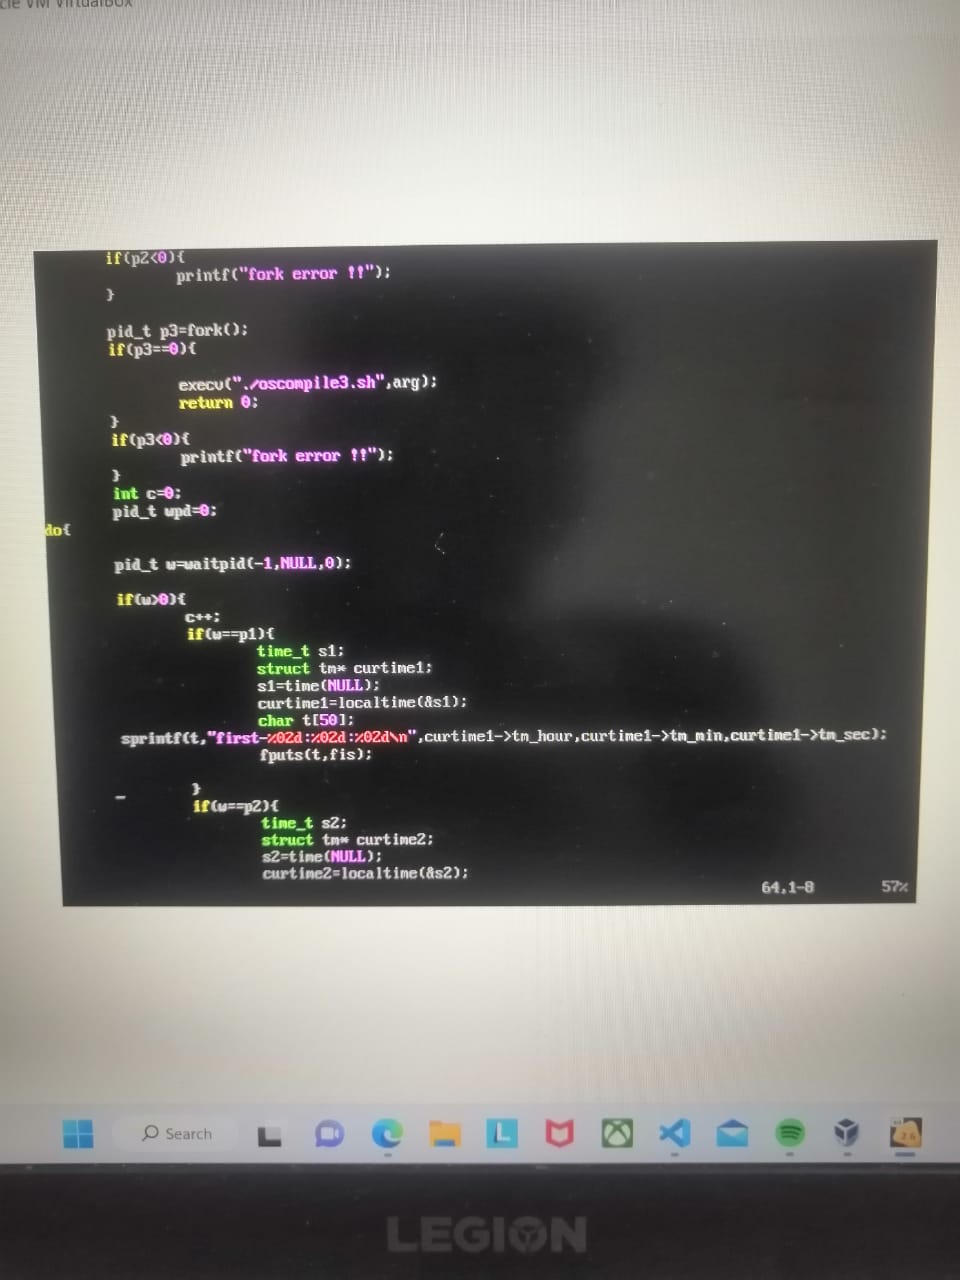 cle VM VirtualBox
if(p2<0){
printf("fork error !!");
}
pid_t p3=fork();
if(p3==0){
execv("./oscompile3.sh",arg);
return 0;
}
if(p3<0){
printf("fork error !!");
}
int c=0;
pid_t wpd=0;
do{
pid_t w=waitpid(-1,NULL,0);
if(w>0){
c++;
if(w==p1){
time_t s1;
struct tm* curtime1;
s1=time(NULL);
curtime1=localtime(&s1);
char t[50];
sprintf(t,"first-%02d:%02d:%02d\n",curtime1->tm_hour,curtime1->tm_min,curtime1->tm_sec);
fputs(t,fis);
}
if(w==p2){
time_t s2;
struct tm* curtime2;
s2=time(NULL);
curtime2=localtime(&s2);
64,1-8 57%
Search
L
2.6
LEGION